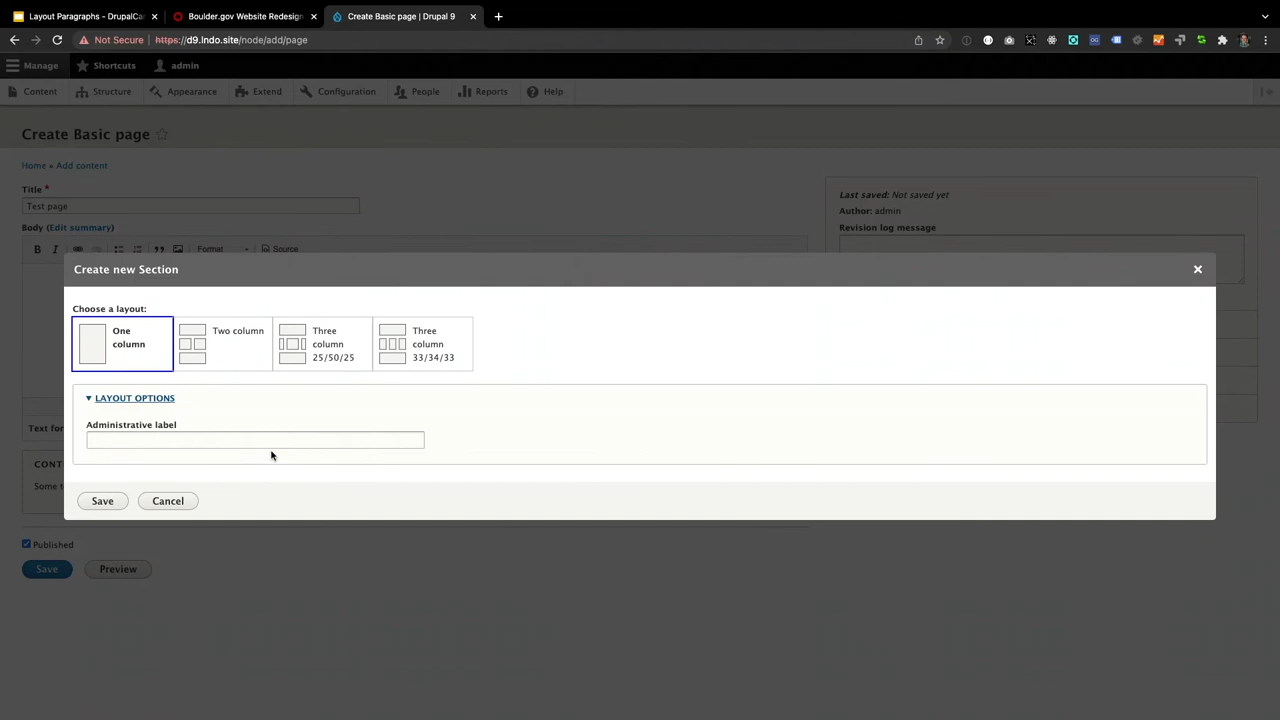 Layout Paragraphs - DrupalCa
Boulder.gov Website Redesign
Create Basic page | Drupal 9
Not Secure
https://d9.lndo.site/node/add/page
Manage
Shortcuts
admin
Content
Structure
Appearance
Extend
Configuration
People
Reports
Help
Create Basic page
Home » Add content
Title *
Test page
Body (Edit summary)
B I
Format
Source
Last saved: Not saved yet
Author: admin
Revision log message
Create new Section
Choose a layout:
One
column
Two column
Three
column
25/50/25
Three
column
33/34/33
LAYOUT OPTIONS
Administrative label
Text for
CONT
Some t
Save
Cancel
Published
Save
Preview